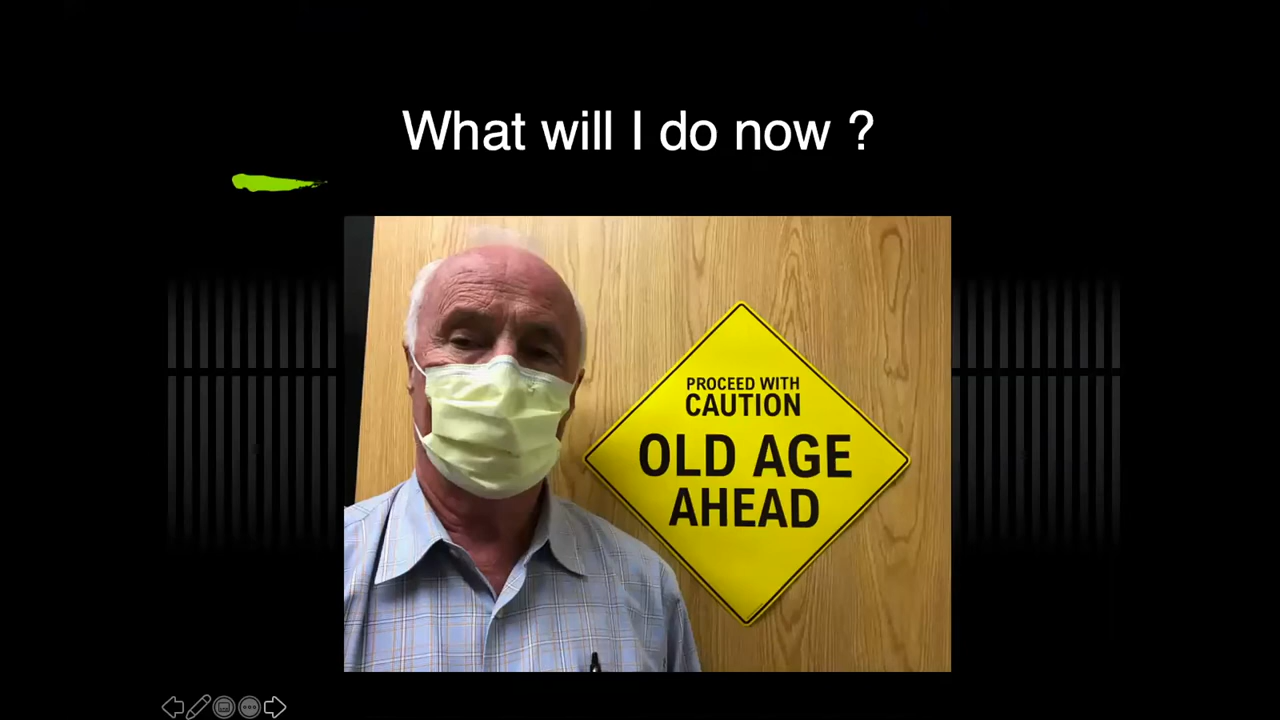 What will I do now ?
PROCEED WITH
CAUTION
OLD AGE
AHEAD